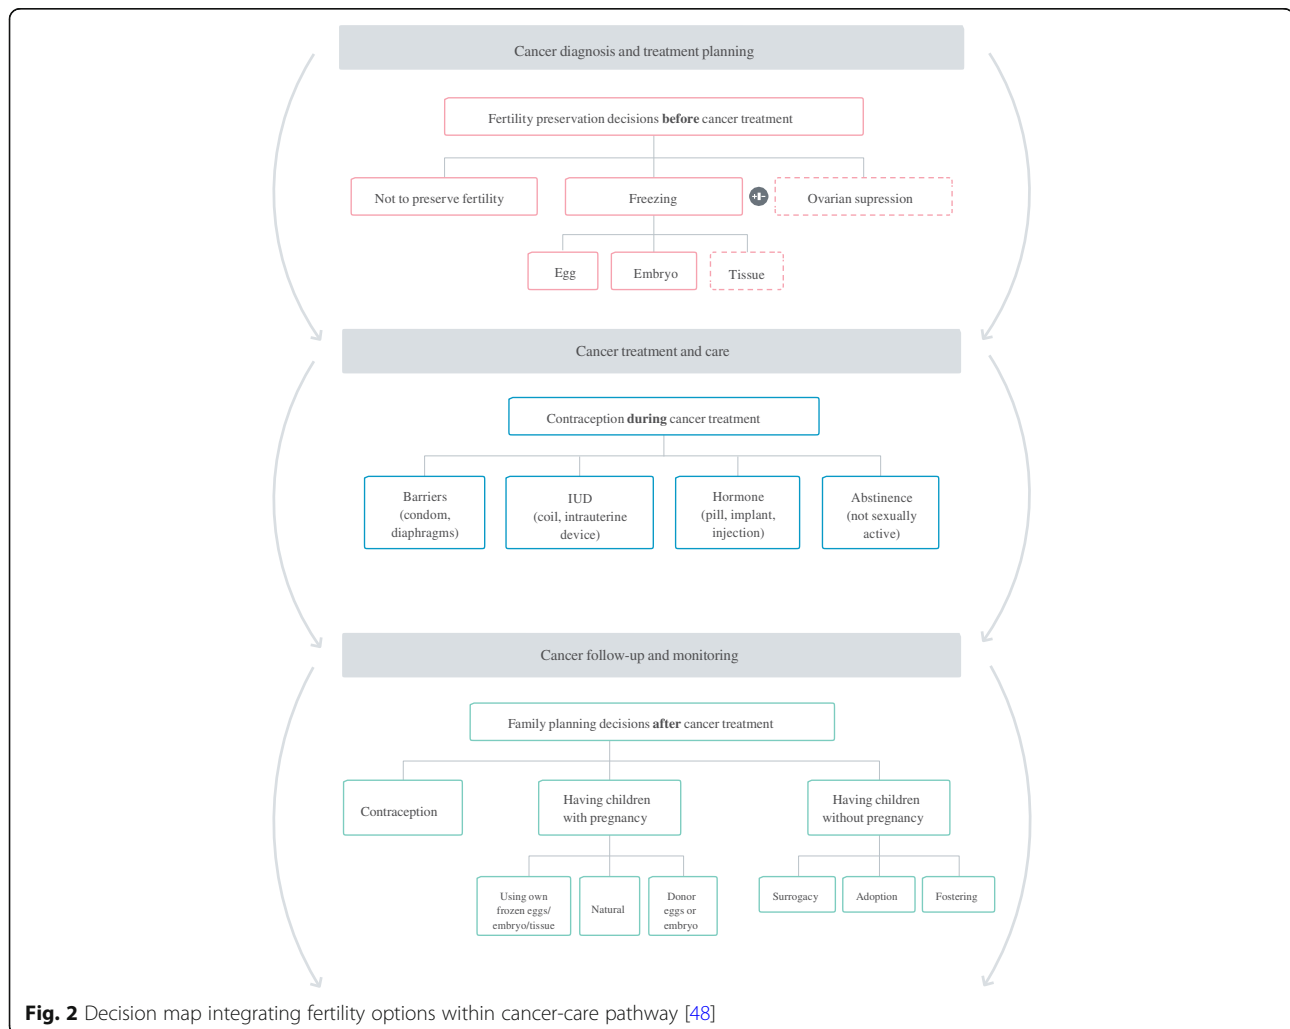 Cancer diagnosis and treatment planning
Fertility preservation decisions before cancer treatment
Not to preserve fertility
Freezing
Ovarian supression
Egg
Embryo
Tissue
Cancer treatment and care
Contraception during cancer treatment
Barriers
(condom,
diaphragms)
IUD
(coil, intrauterine
device)
Hormone
(pill, implant,
injection)
Abstinence
(not sexually
active)
Cancer follow-up and monitoring
Family planning decisions after cancer treatment
Contraception
Having children
with pregnancy
Having children
without pregnancy
Using own
frozen eggs/
embryo/tissue
Natural
Donor
eggs or
embryo
Surrogacy
Adoption
Fostering
Fig. 2 Decision map integrating fertility options within cancer-care pathway [48]